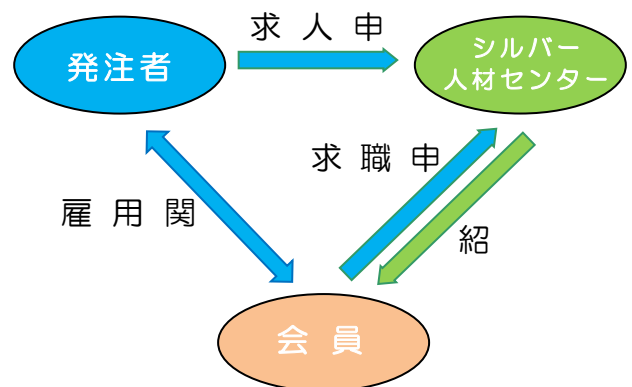 求人申
発注者
シルバー
人材センター
求職申
雇用関
紹
会員